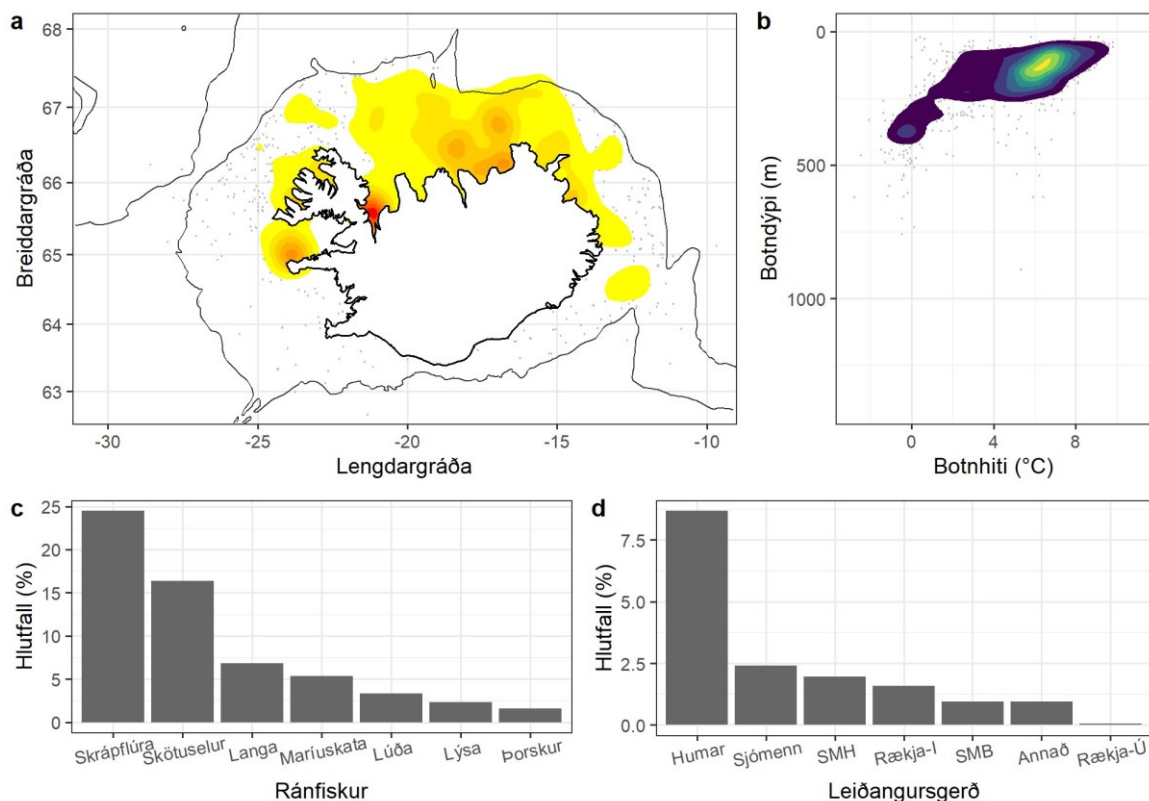 a
68
67
66
65
64
63
Breiddargráða
-30
-25
-20
-15
-10
Lengdargráða
b
0
500
1000
Botndýpi (m)
0
4
8
Botnhiti (°C)
c
25
20
15
10
5
0
Hlutfall (%)
Skrápflúra Skötuselur Langa Maríuskata Lúða Lýsa Þorskur
Ránfiskur
d
7.5
5.0
2.5
0.0
Hlutfall (%)
Humar Sjómenn SMH Rækja-I SMB Annað Rækja-Ú
Leiðangursgerð